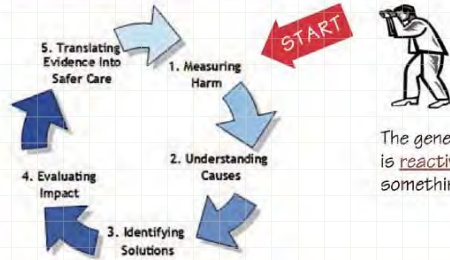 START
1. Measuring
Harm
2. Understanding
Causes
3. Identifying
Solutions
4. Evaluating
Impact
5. Translating
Evidence Into
Safer Care
The gene
is reactiv
somethin